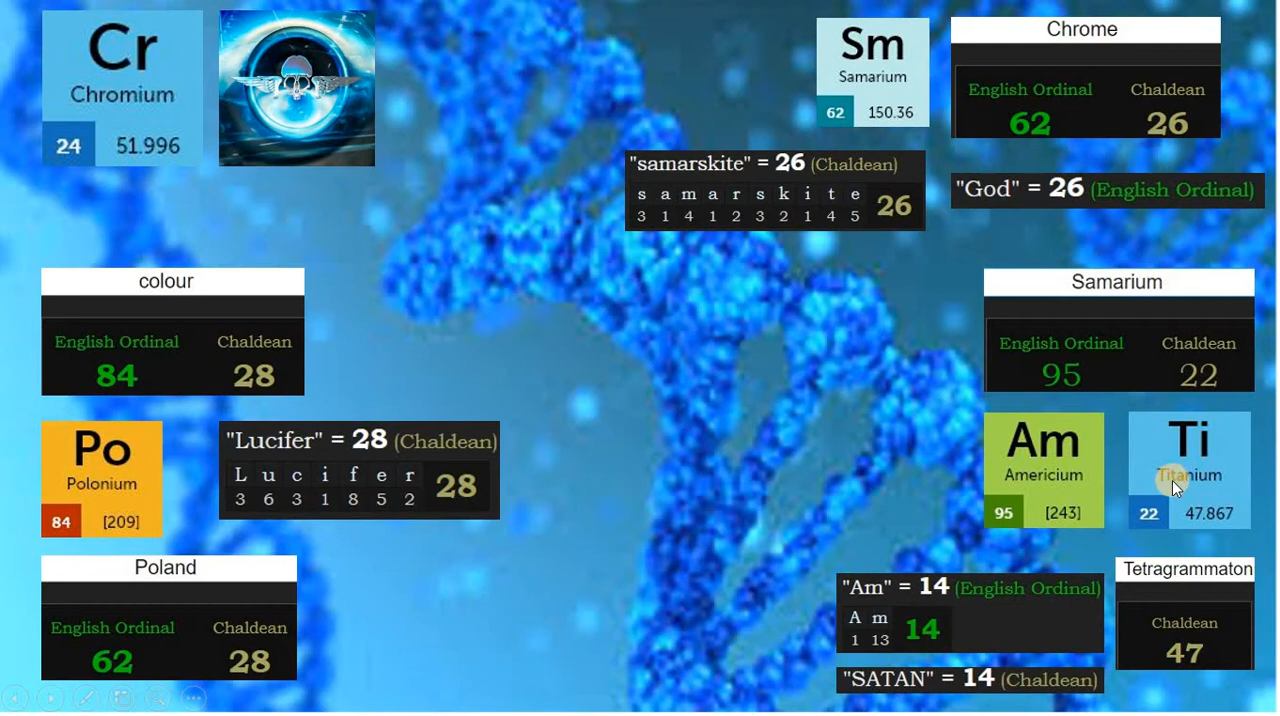 Cr
Chromium
24 51.996
Sm
Samarium
62 150.36
Chrome
English Ordinal Chaldean
62 26
"samarskite" = 26 (Chaldean)
s a m a r s k i t e
3 1 4 1 2 3 2 1 4 5 26
"God" = 26 (English Ordinal)
colour
English Ordinal Chaldean
84 28
Samarium
English Ordinal Chaldean
95 22
Po
Polonium
84 [209]
"Lucifer" = 28 (Chaldean)
L u c i f e r
3 6 3 1 8 5 2 28
Am
Americium
95 [243]
Ti
Titanium
22 47.867
Poland
English Ordinal Chaldean
62 28
"Am" = 14 (English Ordinal)
A m
1 13 14
"SATAN" = 14 (Chaldean)
Tetragrammaton
Chaldean
47